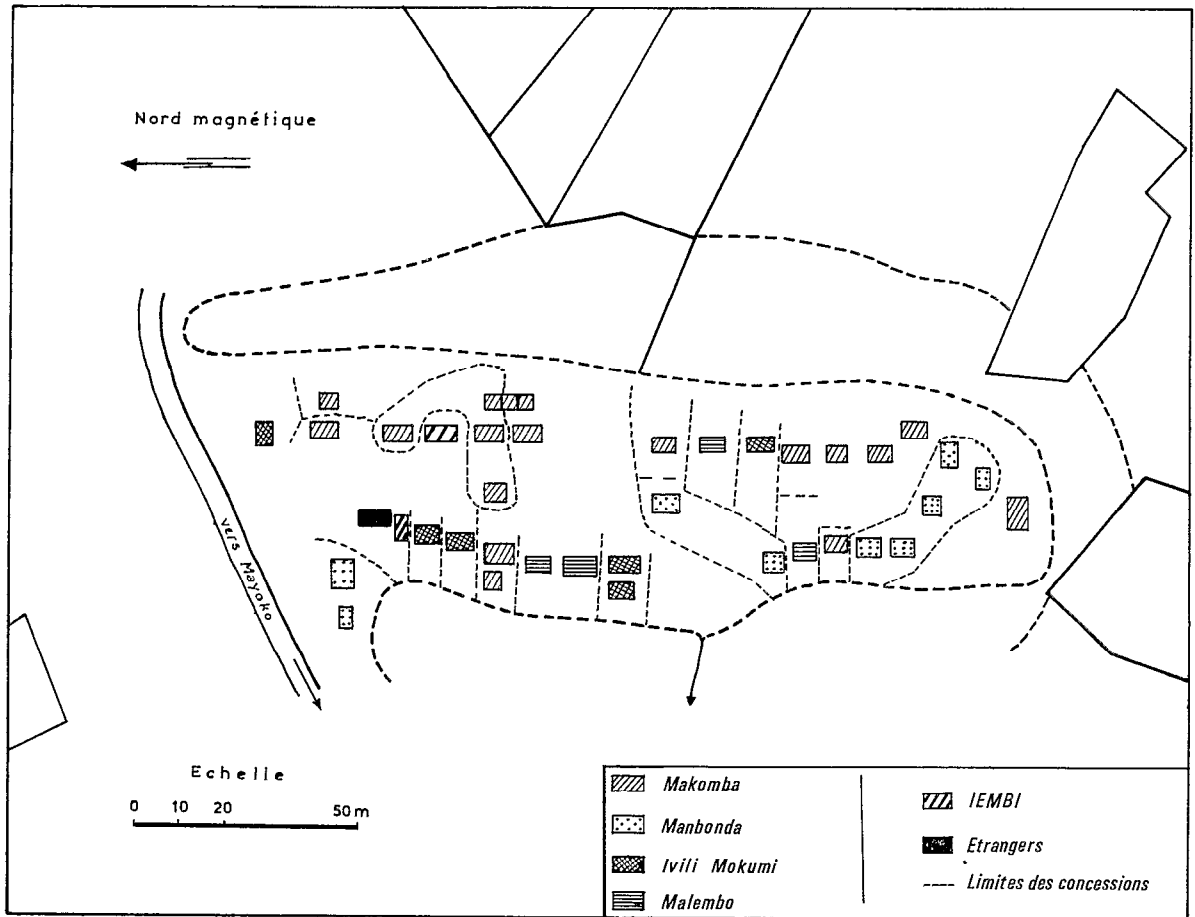 Nord magnétique
vers Mayoko
Echelle
0 10 20 50 m
Makomba
Manbonda
Ivili Mokumi
Malembo
IEMBI
Etrangers
Limites des concessions